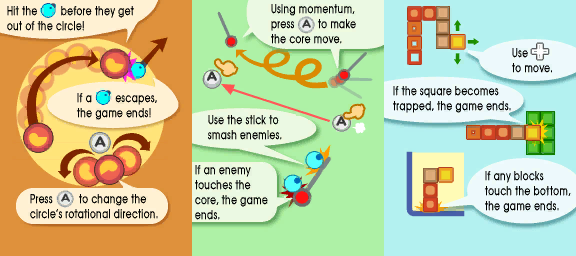 Hit the before they get
out of the circle!
If a escapes,
the game ends!
A
Press A to change the
circle's rotational direction.
Using momentum,
press A to make
the core move.
A
A
Use the stick to
smash enemies.
If an enemy
touches the
core, the game
ends.
Use
to move.
If the square becomes
trapped, the game ends.
If any blocks
touch the bottom,
the game ends.